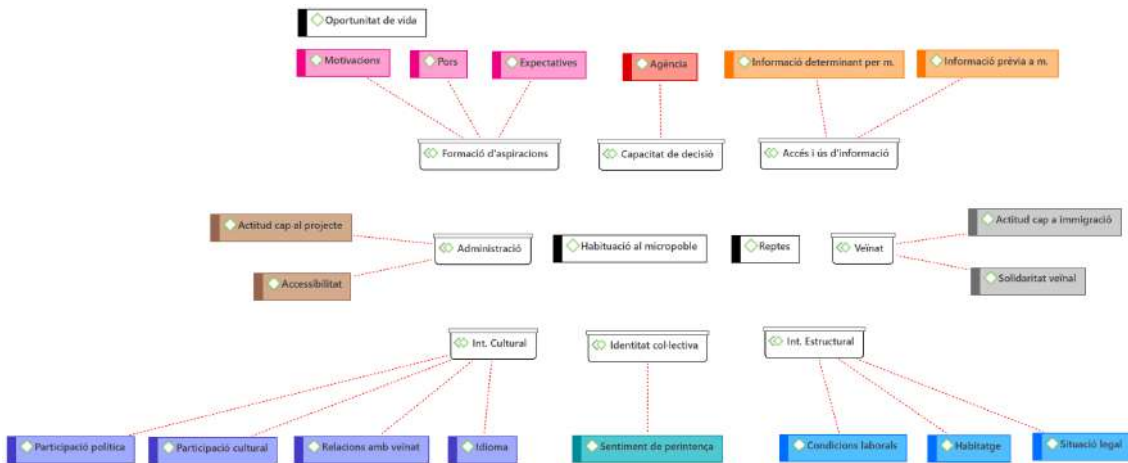 Oportunitat de vida
Motivacions
Pors
Expectatives
Agència
Informació determinant per m.
Informació prèvia a m.
Formació d'aspiracions
Capacitat de decisió
Accés i ús d'informació
Actitud cap al projecte
Actitud cap a immigració
Administració
Habituació al micropoble
Reptes
Veïnat
Accessibilitat
Solidaritat veïnal
Int. Cultural
Identitat col·lectiva
Int. Estructural
Participació política
Participació cultural
Relacions amb veïnat
Idioma
Sentiment de perintença
Condicions laborals
Habitatge
Situació legal